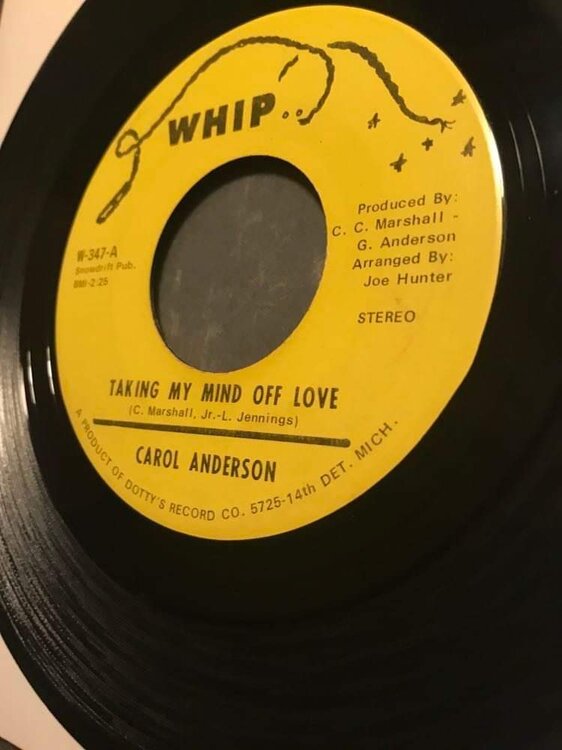 WHIP..
Produced By:
C. C. Marshall -
G. Anderson
Arranged By:
Joe Hunter
STEREO
W-347-A
Snowdrift Pub.
BMI-2:25
TAKING MY MIND OFF LOVE
(C. Marshall, Jr.-L. Jennings)
CAROL ANDERSON
A PRODUCT OF DOTTY'S RECORD CO. 5725-14th DET. MICH.